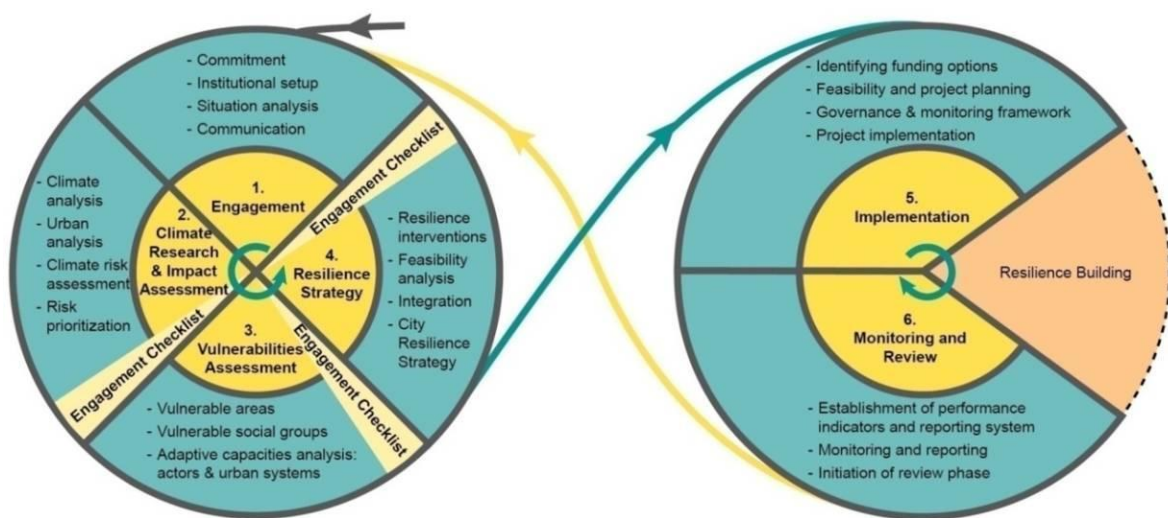 - Commitment
- Institutional setup
- Situation analysis
- Communication
Engagement Checklist
1.
Engagement
- Climate
analysis
- Urban
analysis
- Climate risk
assessment
- Risk
prioritization
2.
Climate
Research
& Impact
Assessment
Engagement Checklist
3.
Vulnerabilities
Assessment
- Vulnerable areas
- Vulnerable social groups
- Adaptive capacities analysis:
actors & urban systems
Engagement Checklist
4.
Resilience
Strategy
- Resilience
interventions
- Feasibility
analysis
- Integration
- City
Resilience
Strategy
- Identifying funding options
- Feasibility and project planning
- Governance & monitoring framework
- Project implementation
5.
Implementation
Resilience Building
6.
Monitoring and
Review
- Establishment of performance
indicators and reporting system
- Monitoring and reporting
- Initiation of review phase